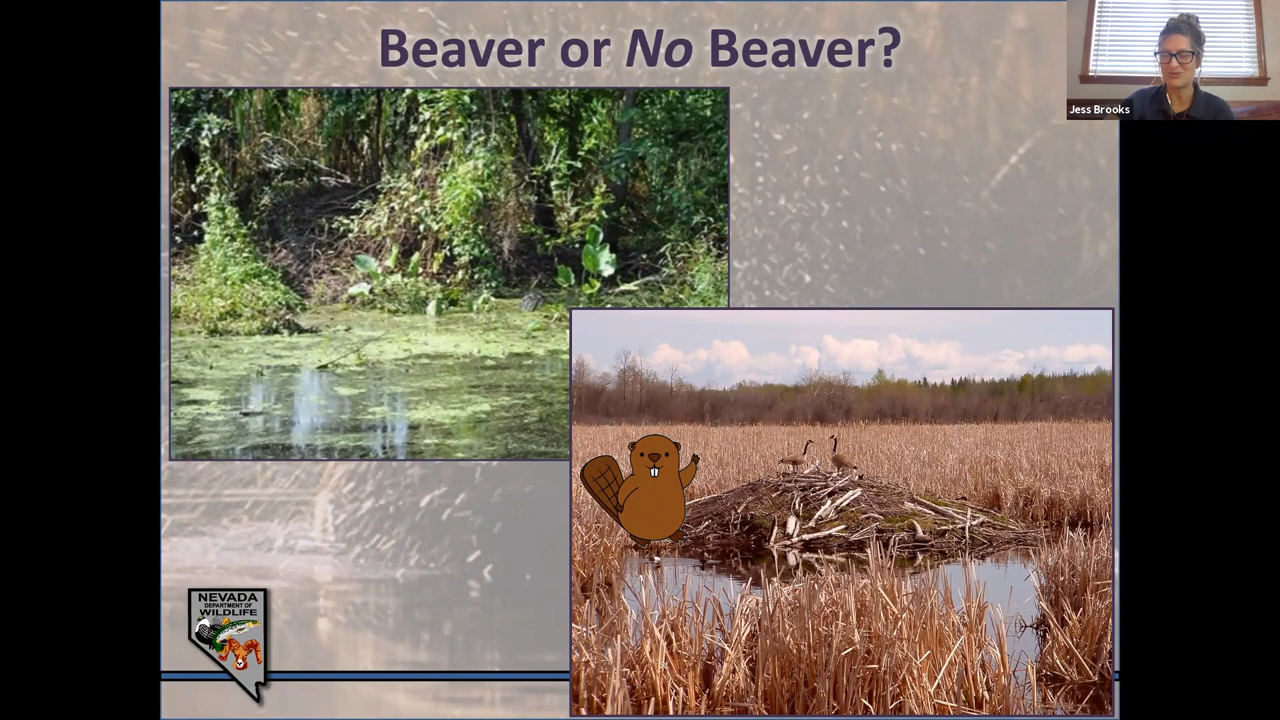 Beaver or No Beaver?
Jess Brooks
NEVADA
DEPARTMENT OF
WILDLIFE